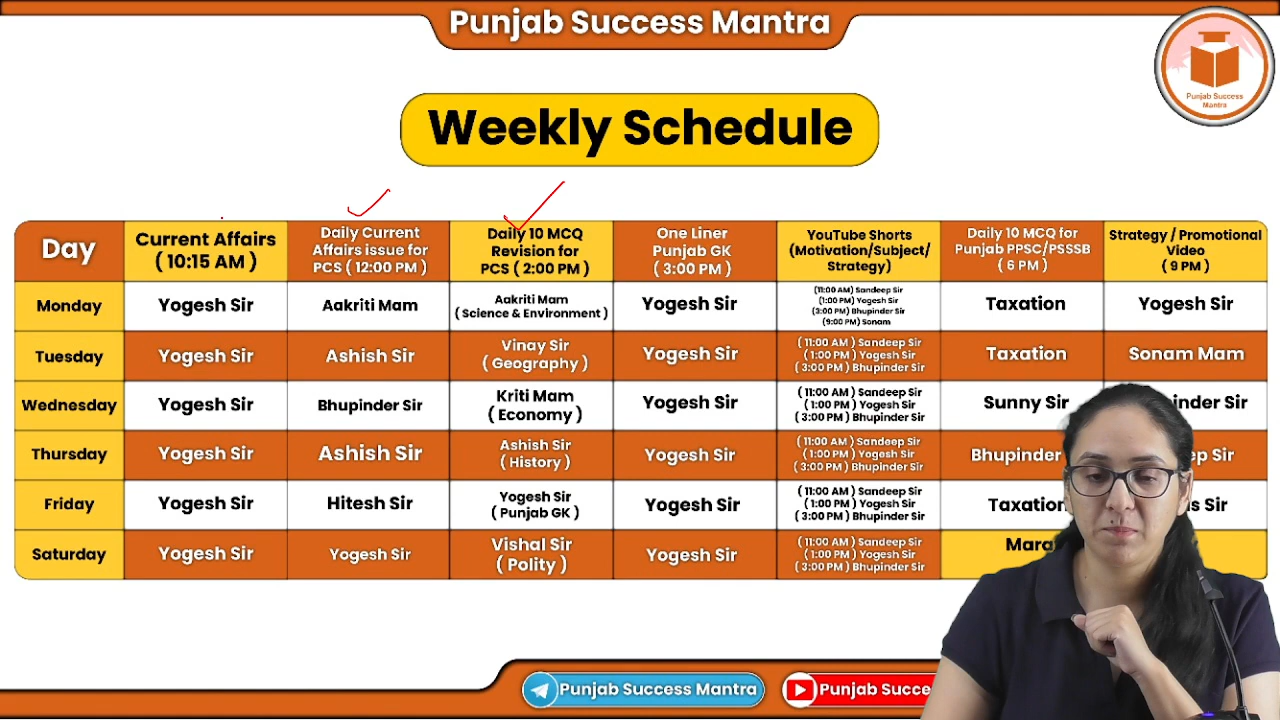 Punjab Success Mantra
Punjab Success
Mantra
Weekly Schedule
Day
Current Affairs
( 10:15 AM )
Daily Current
Affairs issue for
PCS ( 12:00 PM )
Daily 10 MCQ
Revision for
PCS ( 2:00 PM )
One Liner
Punjab GK
( 3:00 PM )
YouTube Shorts
(Motivation/Subject/
Strategy)
Daily 10 MCQ for
Punjab PPSC/PSSSB
( 6 PM )
Strategy / Promotional
Video
( 9 PM )
Monday
Yogesh Sir
Aakriti Mam
Aakriti Mam
( Science & Environment )
Yogesh Sir
(11:00 AM) Sandeep Sir
(1:00 PM) Yogesh Sir
(3:00 PM) Bhupinder Sir
(9:00 PM) Sonam
Taxation
Yogesh Sir
Tuesday
Yogesh Sir
Ashish Sir
Vinay Sir
( Geography )
Yogesh Sir
( 11:00 AM ) Sandeep Sir
( 1:00 PM ) Yogesh Sir
( 3:00 PM ) Bhupinder Sir
Taxation
Sonam Mam
Wednesday
Yogesh Sir
Bhupinder Sir
Kriti Mam
( Economy )
Yogesh Sir
( 11:00 AM ) Sandeep Sir
( 1:00 PM ) Yogesh Sir
( 3:00 PM ) Bhupinder Sir
Sunny Sir
Sir
Thursday
Yogesh Sir
Ashish Sir
Ashish Sir
( History )
Yogesh Sir
( 11:00 AM ) Sandeep Sir
( 1:00 PM ) Yogesh Sir
( 3:00 PM ) Bhupinder Sir
Bhupinder
Sir
Friday
Yogesh Sir
Hitesh Sir
Yogesh Sir
( Punjab GK )
Yogesh Sir
( 11:00 AM ) Sandeep Sir
( 1:00 PM ) Yogesh Sir
( 3:00 PM ) Bhupinder Sir
Taxation
Sir
Saturday
Yogesh Sir
Yogesh Sir
Vishal Sir
( Polity )
Yogesh Sir
( 11:00 AM ) Sandeep Sir
( 1:00 PM ) Yogesh Sir
( 3:00 PM ) Bhupinder Sir
Punjab Success Mantra
Punjab